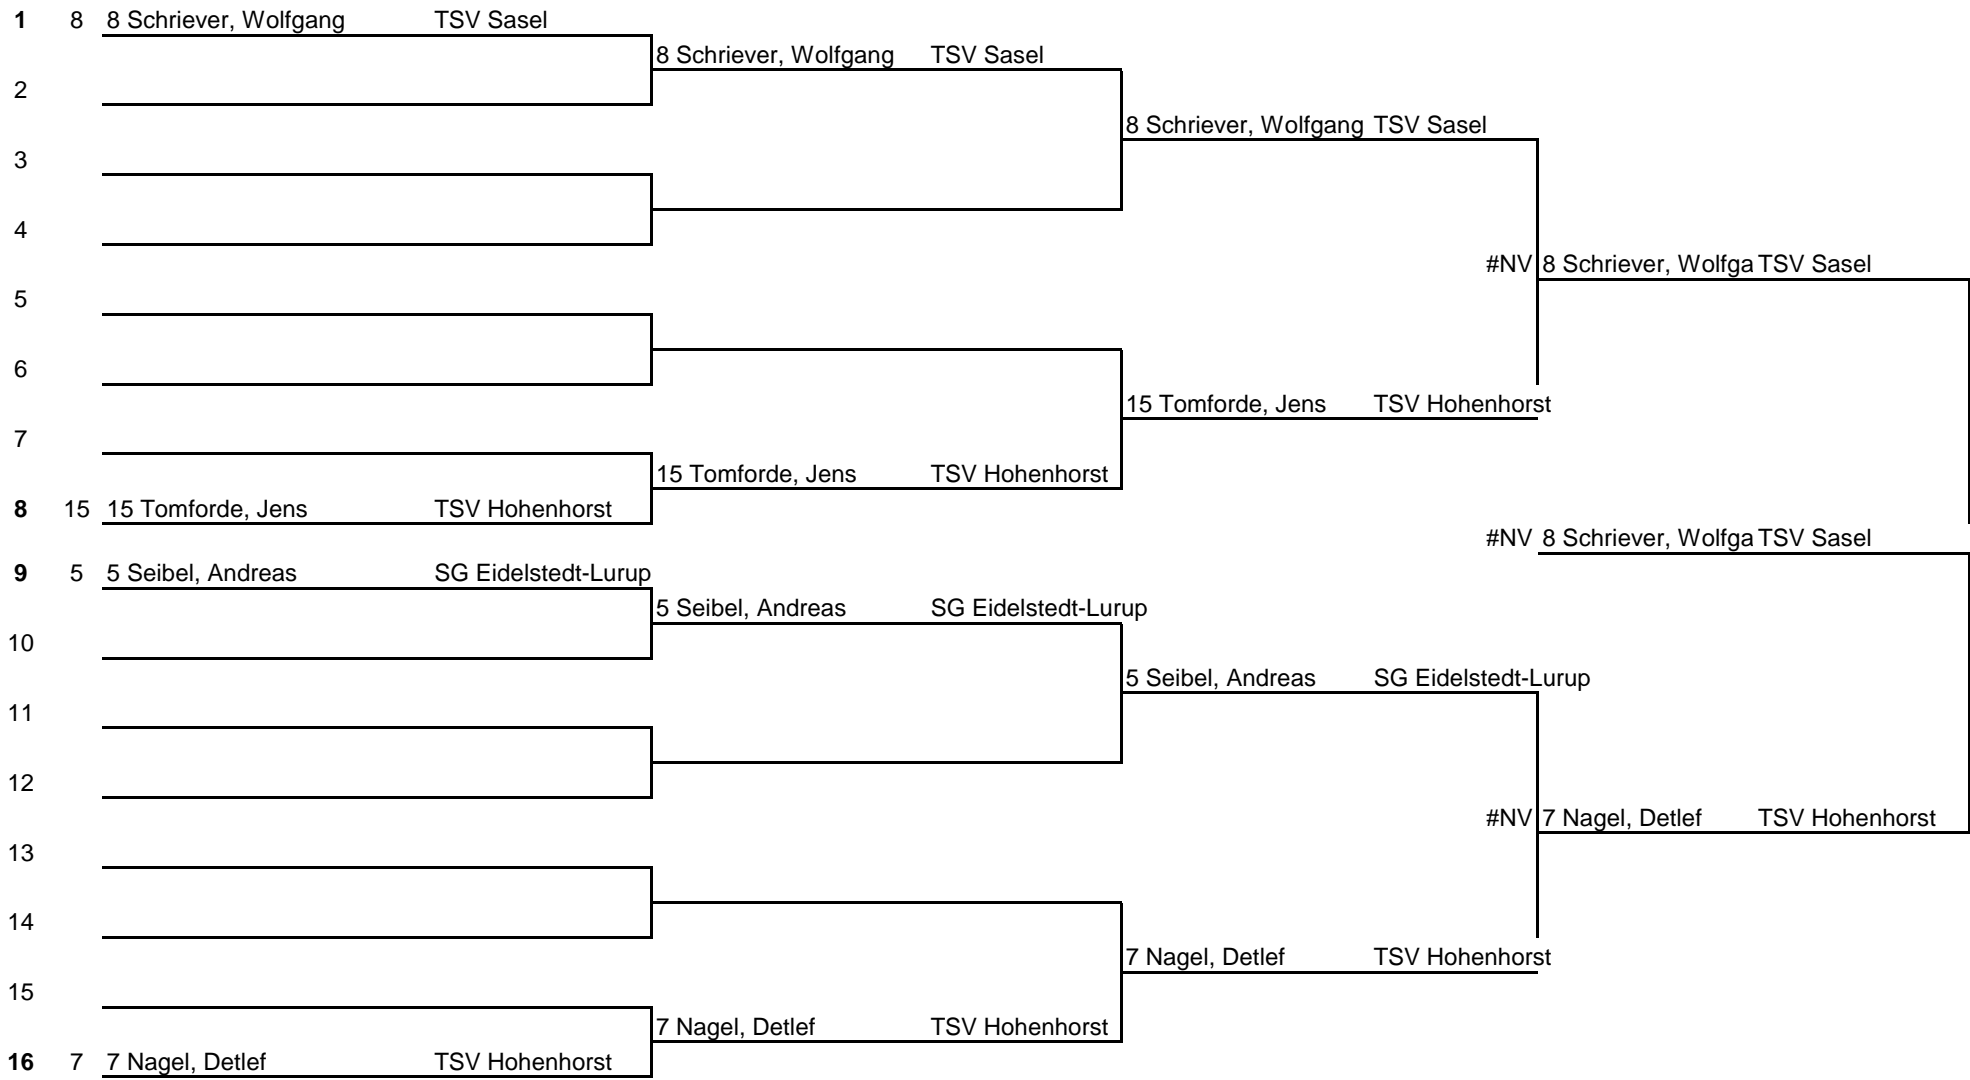 1 8 8 Schriever, Wolfgang TSV Sasel
8 Schriever, Wolfgang TSV Sasel
2
8 Schriever, Wolfgang TSV Sasel
3
4
#NV 8 Schriever, Wolfga TSV Sasel
5
6
15 Tomforde, Jens TSV Hohenhorst
7
15 Tomforde, Jens TSV Hohenhorst
8 15 15 Tomforde, Jens TSV Hohenhorst
#NV 8 Schriever, Wolfga TSV Sasel
9 5 5 Seibel, Andreas SG Eidelstedt-Lurup
5 Seibel, Andreas SG Eidelstedt-Lurup
10
5 Seibel, Andreas SG Eidelstedt-Lurup
11
12
#NV 7 Nagel, Detlef TSV Hohenhorst
13
14
7 Nagel, Detlef TSV Hohenhorst
15
7 Nagel, Detlef TSV Hohenhorst
16 7 7 Nagel, Detlef TSV Hohenhorst